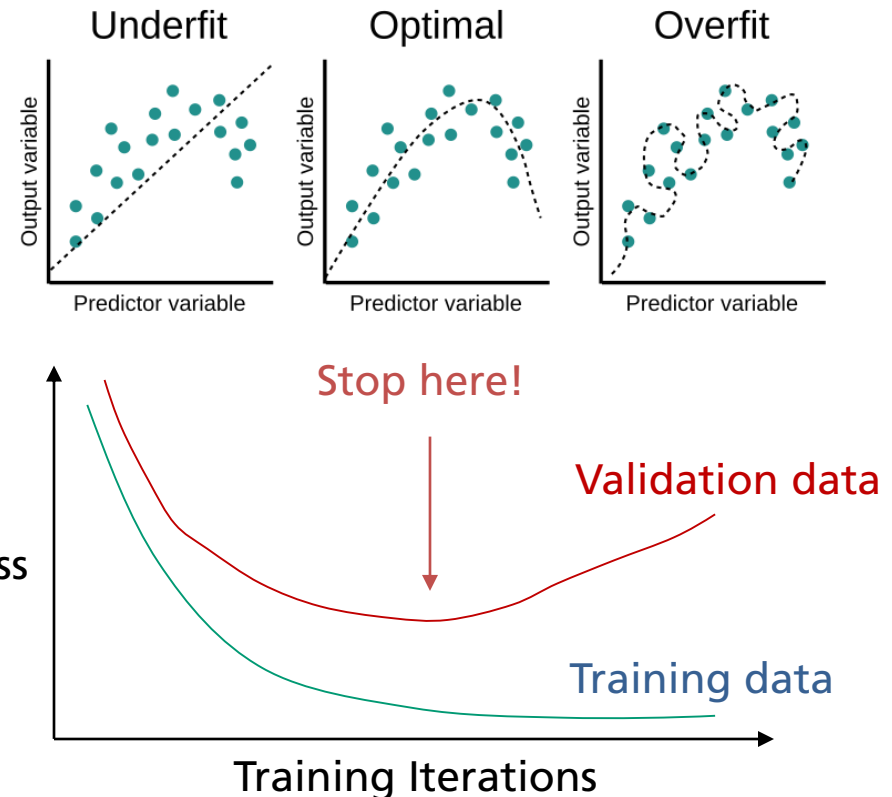 Underfit
Optimal
Overfit
Output variable
Output variable
Output variable
Predictor variable
Predictor variable
Predictor variable
Stop here!
Validation data
ss
Training data
Training Iterations